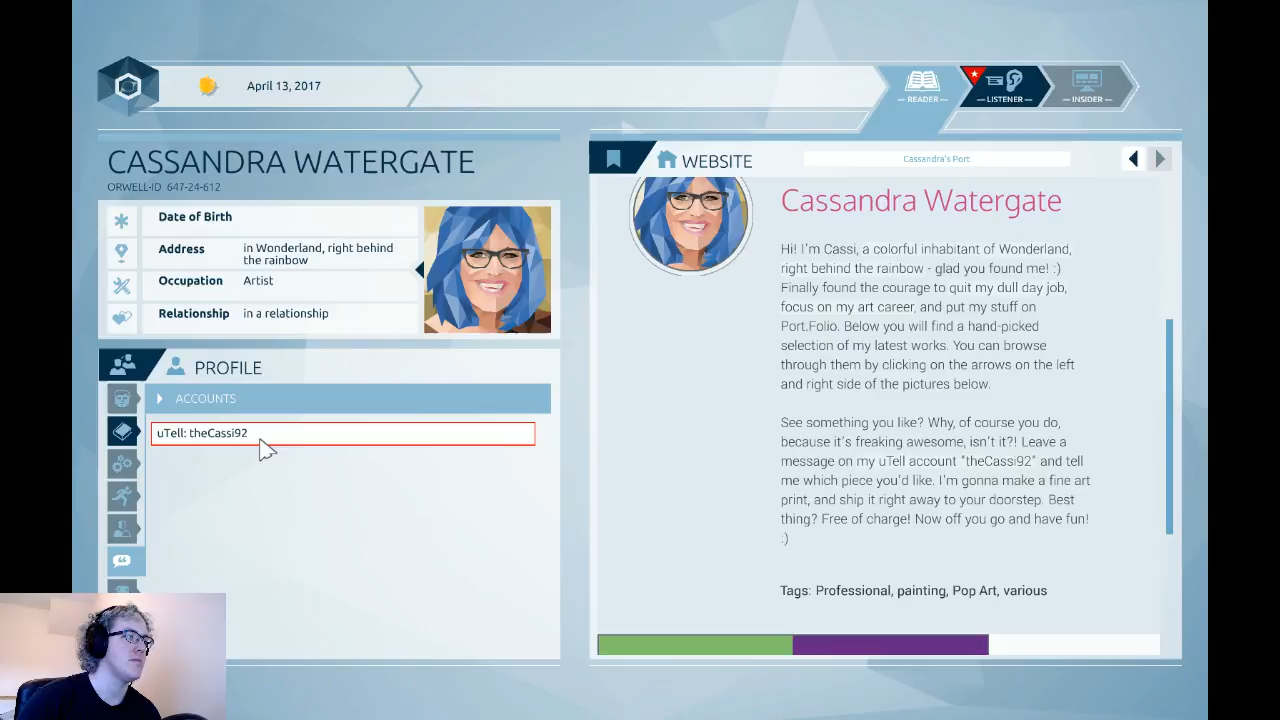 April 13, 2017
— READER —
— LISTENER —
— INSIDER —
CASSANDRA WATERGATE
ORWELL-ID 647-24-612
Date of Birth
Address in Wonderland, right behind
the rainbow
Occupation Artist
Relationship in a relationship
PROFILE
ACCOUNTS
uTell: theCassi92
WEBSITE
Cassandra's Port
Cassandra Watergate
Hi! I'm Cassi, a colorful inhabitant of Wonderland,
right behind the rainbow - glad you found me! :)
Finally found the courage to quit my dull day job,
focus on my art career, and put my stuff on
Port.Folio. Below you will find a hand-picked
selection of my latest works. You can browse
through them by clicking on the arrows on the left
and right side of the pictures below.
See something you like? Why, of course you do,
because it's freaking awesome, isn't it?! Leave a
message on my uTell account "theCassi92" and tell
me which piece you'd like. I'm gonna make a fine art
print, and ship it right away to your doorstep. Best
thing? Free of charge! Now off you go and have fun!
:)
Tags: Professional, painting, Pop Art, various